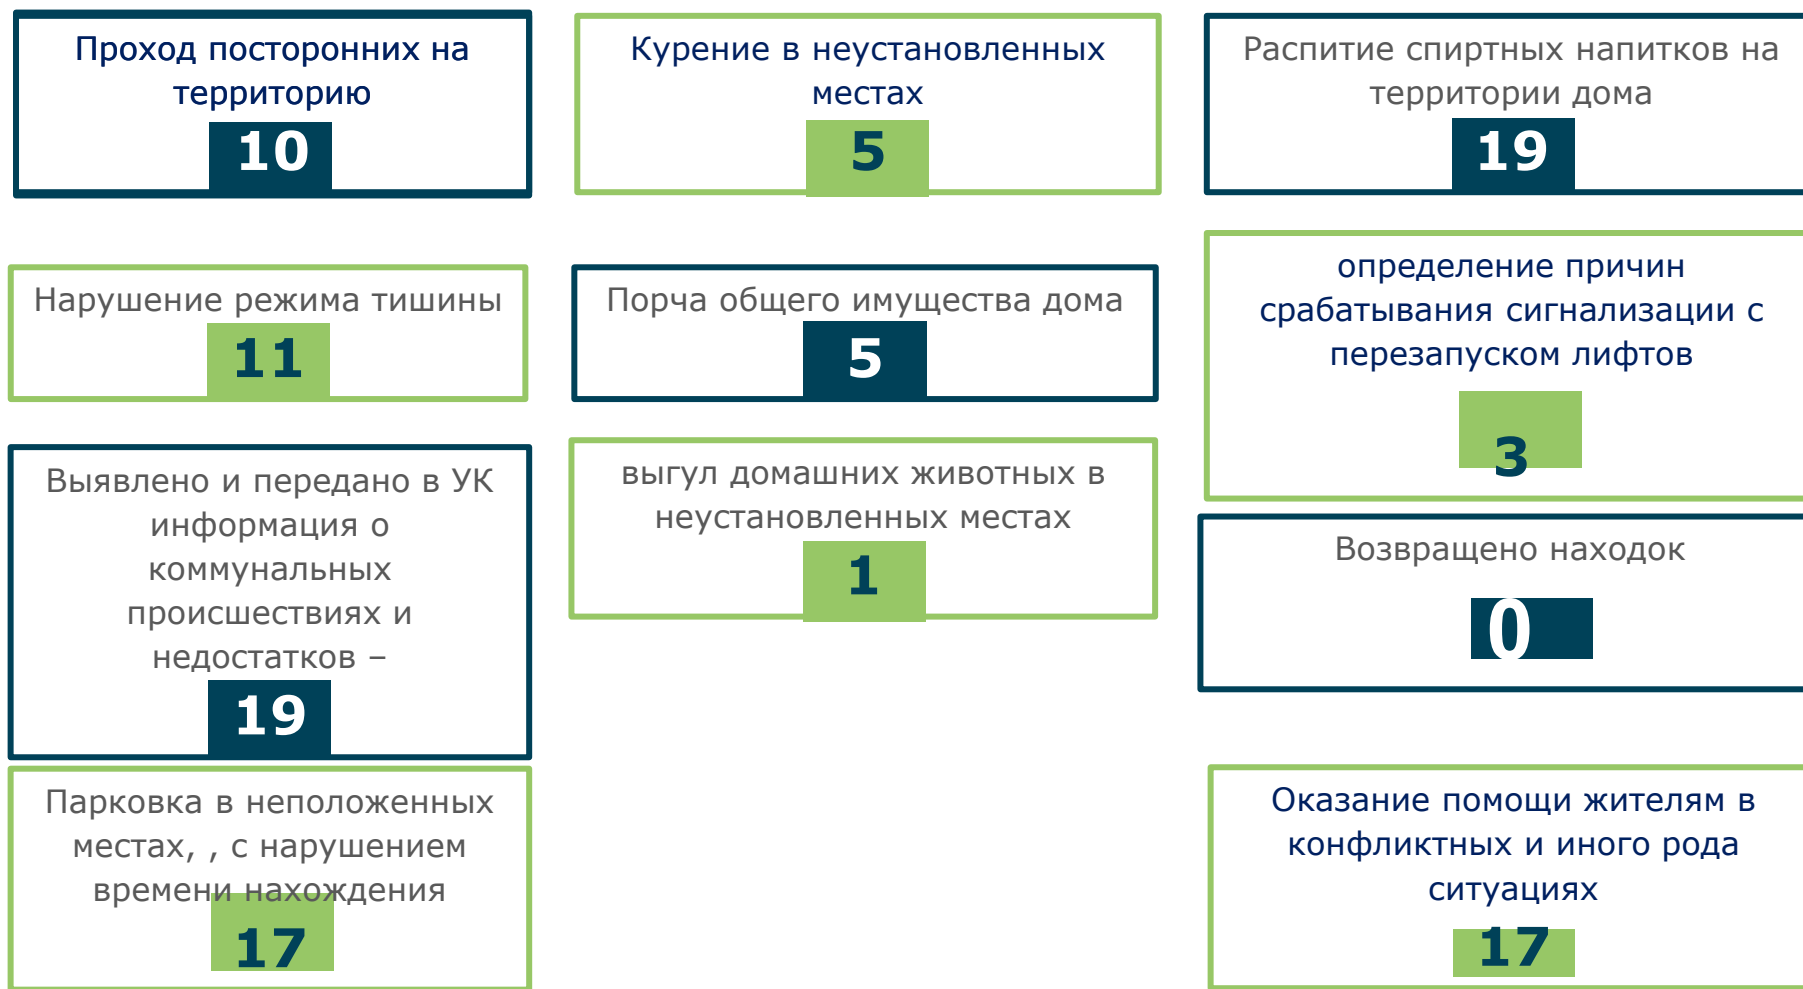 Проход посторонних на
территорию
10
Курение в неустановленных
местах
5
Распитие спиртных напитков на
территории дома
19
Нарушение режима тишины
11
Порча общего имущества дома
5
определение причин
срабатывания сигнализации с
перезапуском лифтов
3
Выявлено и передано в УК
информация о
коммунальных
происшествиях и
недостатков –
19
выгул домашних животных в
неустановленных местах
1
Возвращено находок
0
Парковка в неположенных
местах, , с нарушением
времени нахождения
17
Оказание помощи жителям в
конфликтных и иного рода
ситуациях
17